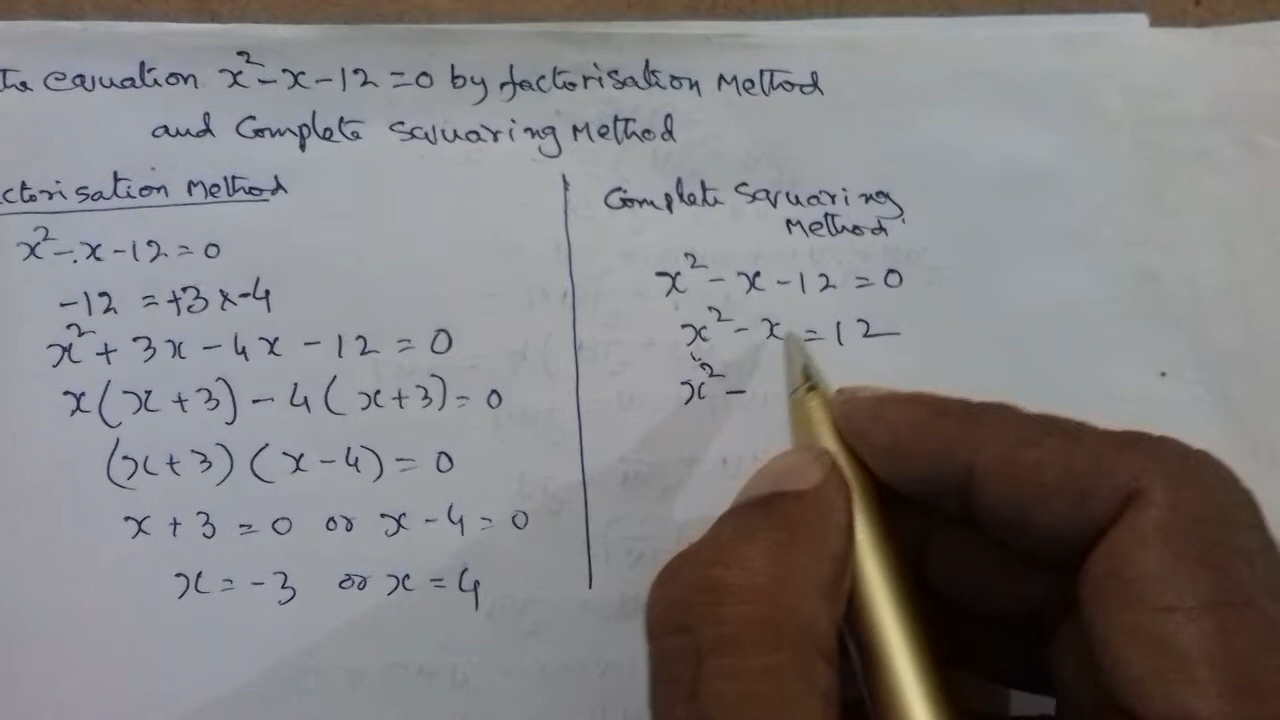 The equation x² - x - 12 = 0 by factorisation Method
and Complete Squaring Method
ctorisation Method
x² - x - 12 = 0
-12 = +3 x -4
x² + 3x - 4x - 12 = 0
x(x + 3) - 4(x + 3) = 0
(x + 3)(x - 4) = 0
x + 3 = 0 or x - 4 = 0
x = -3 or x = 4
Complete Squaring
Method
x² - x - 12 = 0
x² - x = 12
x² -